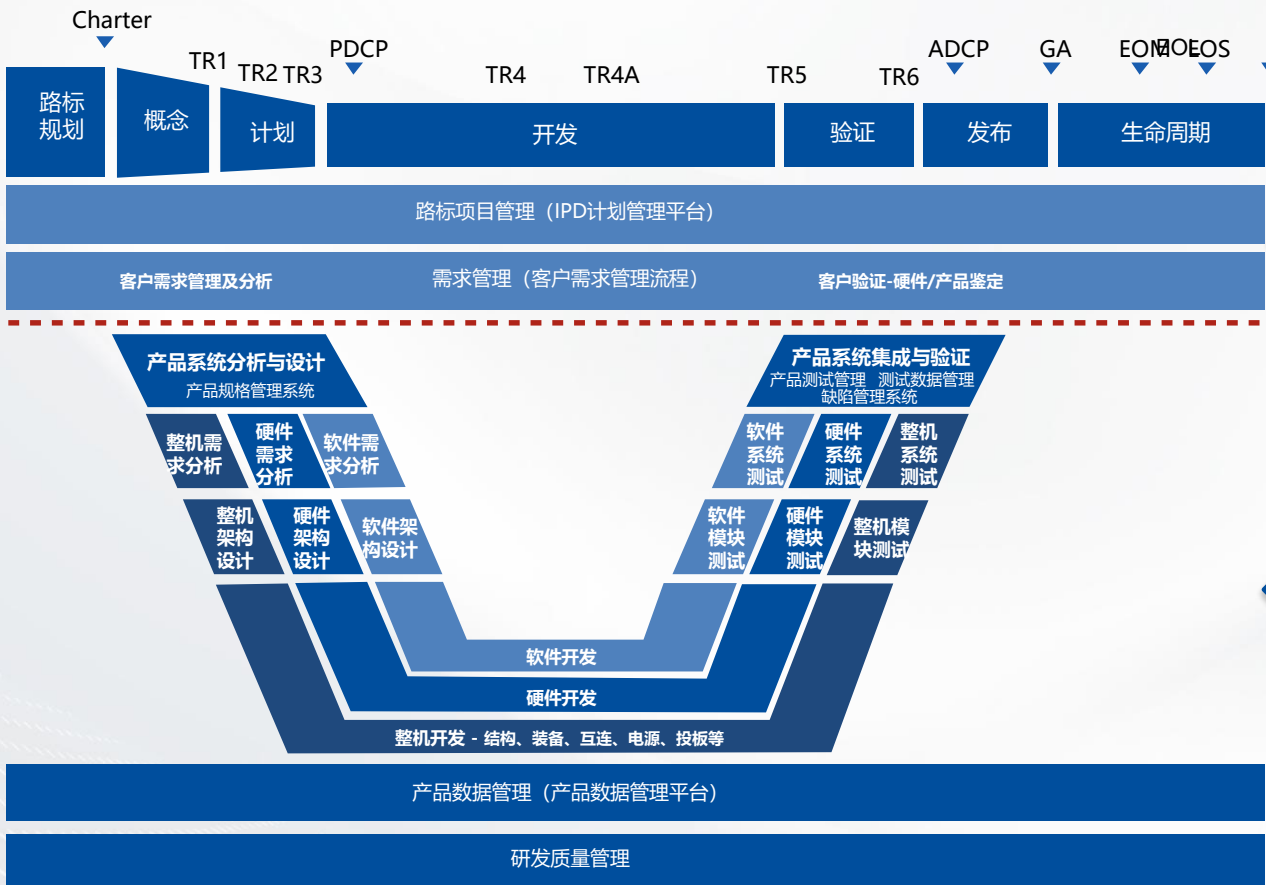 Charter
TR1
TR2
TR3
PDCP
TR4
TR4A
TR5
TR6
ADCP
GA
EOM
EOL
EOS
路标
规划
概念
计划
开发
验证
发布
生命周期
路标项目管理（IPD计划管理平台）
客户需求管理及分析
需求管理（客户需求管理流程）
客户验证-硬件/产品鉴定
产品系统分析与设计
产品规格管理系统
产品系统集成与验证
产品测试管理 测试数据管理
缺陷管理系统
整机需
求分析
硬件
需求
分析
软件需
求分析
软件
系统
测试
硬件
系统
测试
整机
系统
测试
整机
架构
设计
硬件
架构
设计
软件架
构设计
软件
模块
测试
硬件
模块
测试
整机模
块测试
软件开发
硬件开发
整机开发 - 结构、装备、互连、电源、投板等
产品数据管理（产品数据管理平台）
研发质量管理